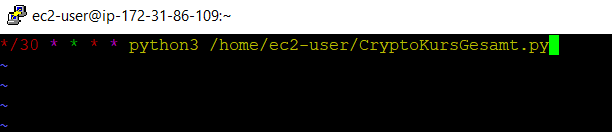 ec2-user@ip-172-31-86-109:~
*/30 * * * * python3 /home/ec2-user/CryptoKursGesamt.py
~
~
~
~